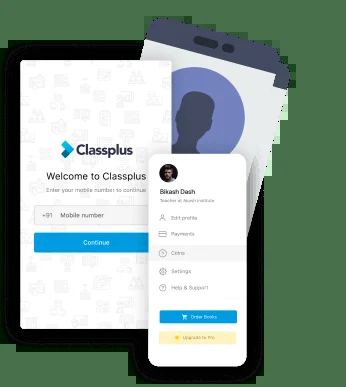 Classplus
Welcome to Classplus
Enter your mobile number to continue
+91 Mobile number
Continue
Bikash Dash
Teacher at Akash Institute
Edit profile
Payments
Coins
Settings
Help & Support
Order Books
Upgrade to Pro